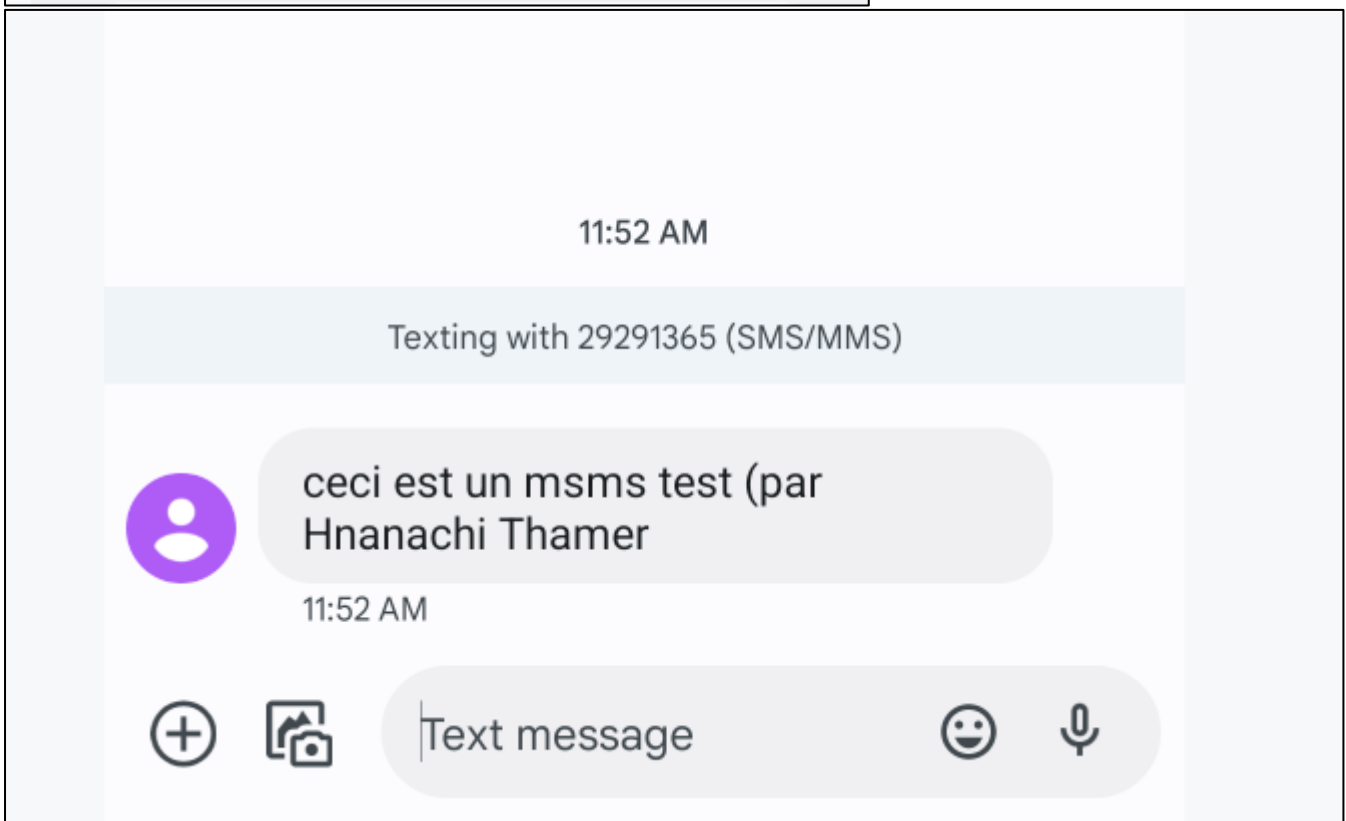 11:52 AM
Texting with 29291365 (SMS/MMS)
ceci est un msms test (par
Hnanachi Thamer
11:52 AM
Text message